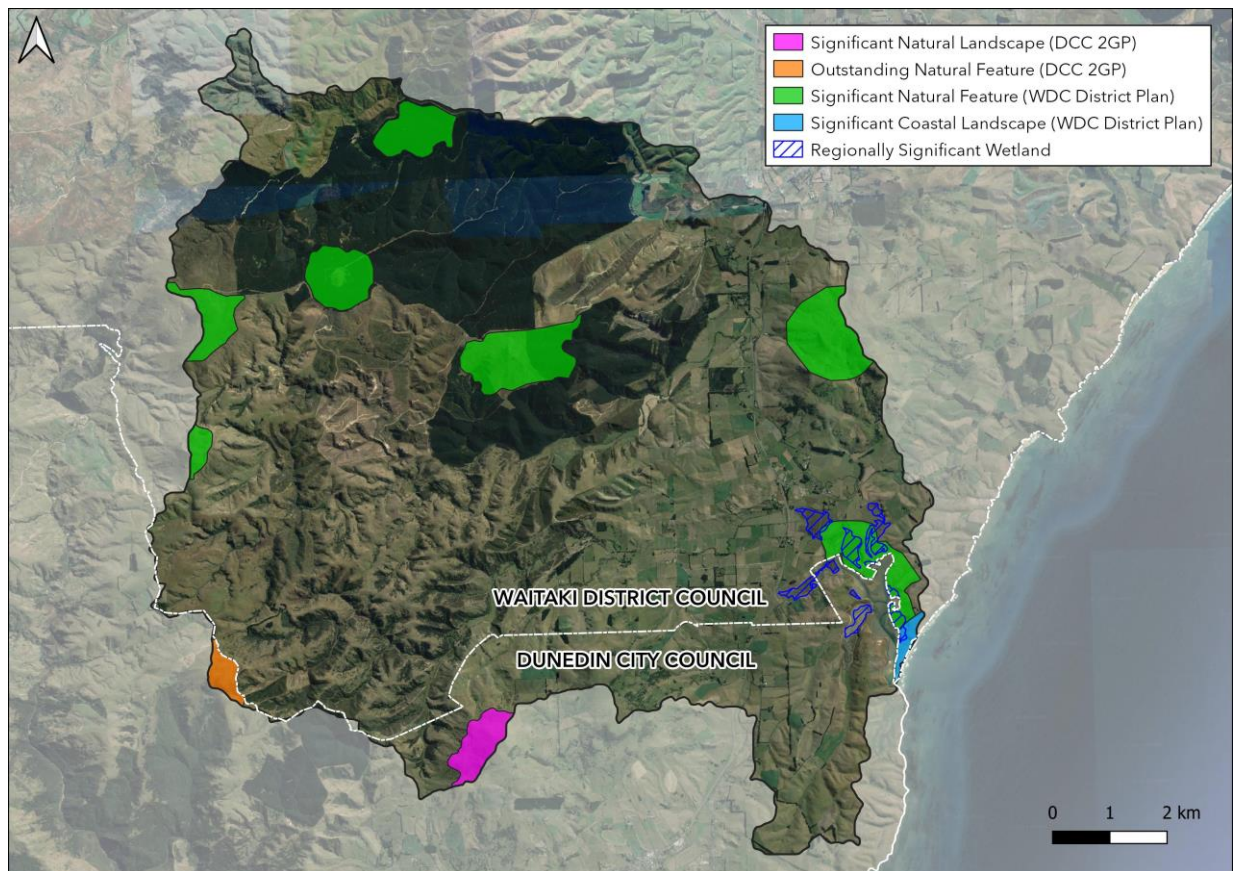 Significant Natural Landscape (DCC 2GP)
Outstanding Natural Feature (DCC 2GP)
Significant Natural Feature (WDC District Plan)
Significant Coastal Landscape (WDC District Plan)
Regionally Significant Wetland
WAITAKI DISTRICT COUNCIL
DUNEDIN CITY COUNCIL
0 1 2 km